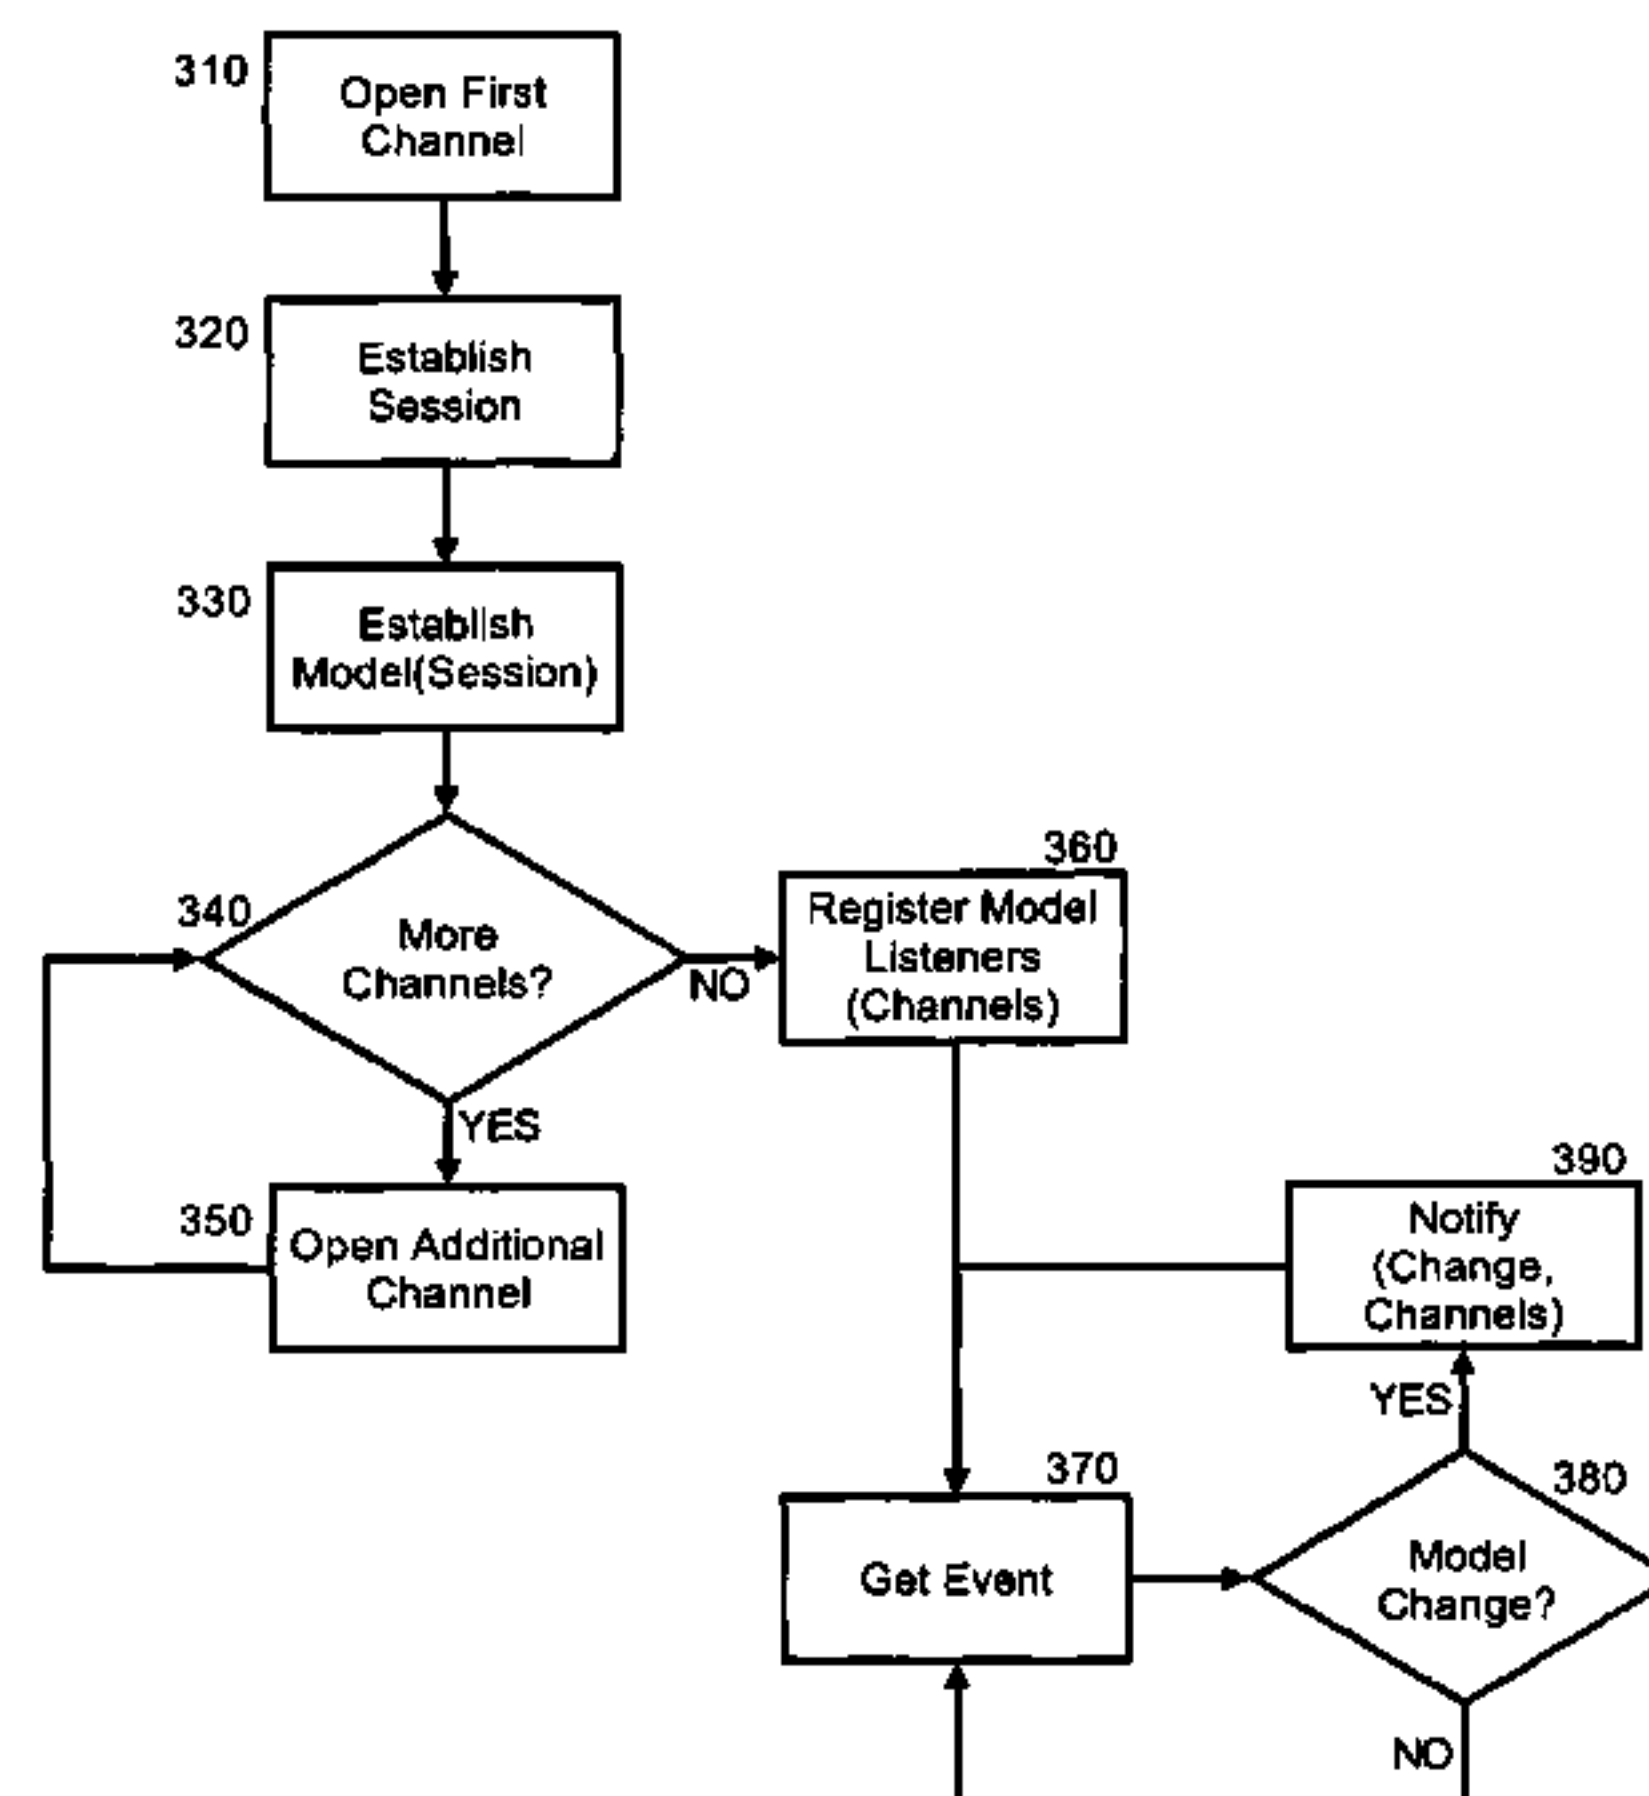 310
Open First
Channel
320
Establish
Session
330
Establish
Model(Session)
340
More
Channels?
NO
YES
350
Open Additional
Channel
360
Register Model
Listeners
(Channels)
390
Notify
(Change,
Channels)
YES
370
Get Event
380
Model
Change?
NO